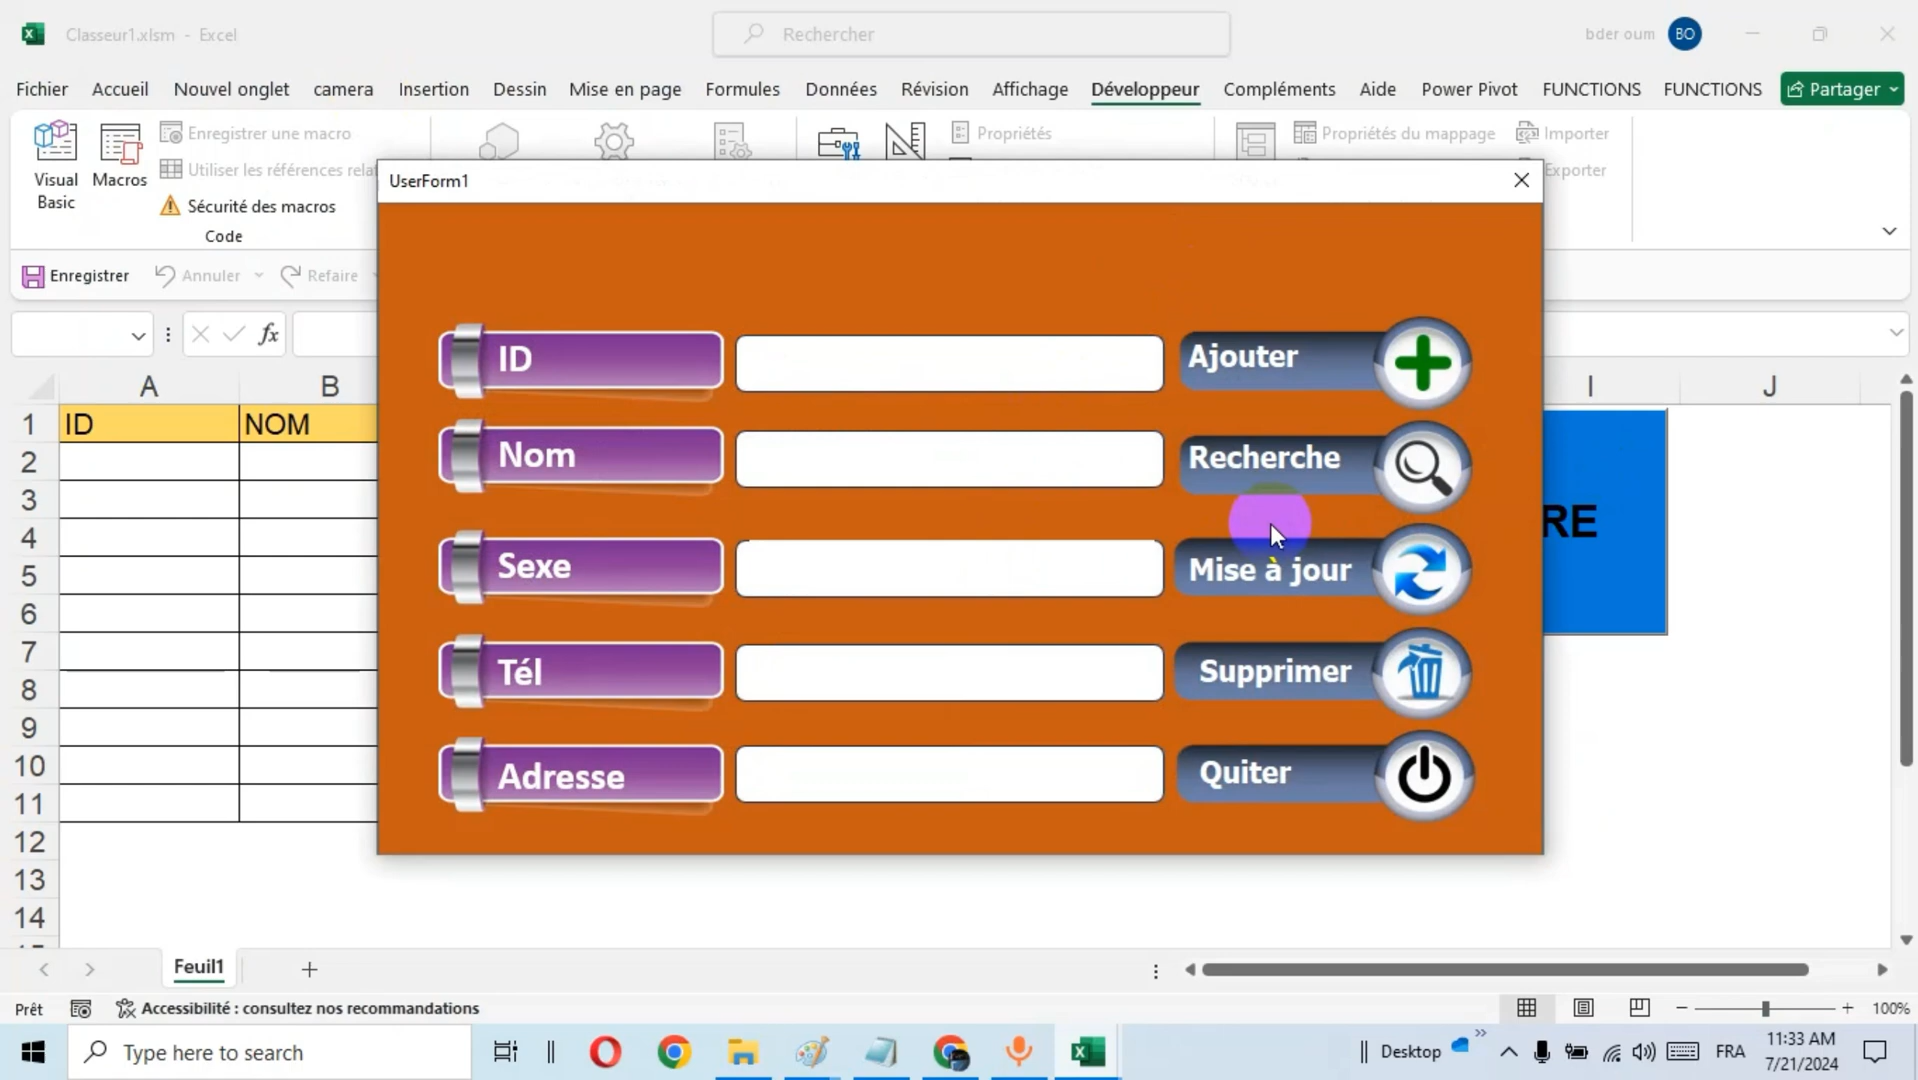 Classeur1.xlsm - Excel
Rechercher
bder oum
BO
Fichier
Accueil
Nouvel onglet
camera
Insertion
Dessin
Mise en page
Formules
Données
Révision
Affichage
Développeur
Compléments
Aide
Power Pivot
FUNCTIONS
FUNCTIONS
Partager
Visual
Basic
Macros
Enregistrer une macro
Utiliser les références rela
Sécurité des macros
Code
Propriétés
Propriétés du mappage
Importer
Exporter
Enregistrer
Annuler
Refaire
fx
UserForm1
ID
Ajouter
Nom
Recherche
Sexe
Mise à jour
Tél
Supprimer
Adresse
Quiter
A
B
I
J
1
ID
NOM
RE
2
3
4
5
6
7
8
9
10
11
12
13
14
Feuil1
Prêt
Accessibilité : consultez nos recommandations
100%
Type here to search
Desktop
FRA
11:33 AM
7/21/2024